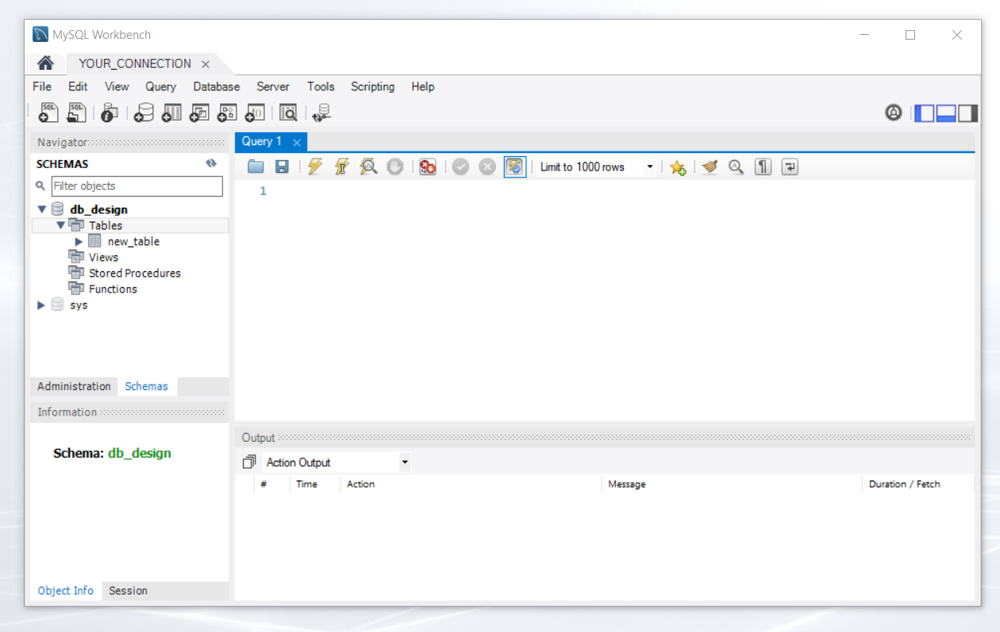 MySQL Workbench
YOUR_CONNECTION
File Edit View Query Database Server Tools Scripting Help
SQL SQL
Navigator
SCHEMAS
Filter objects
db_design
Tables
new_table
Views
Stored Procedures
Functions
sys
Administration Schemas
Information
Schema: db_design
Object Info Session
Query 1
Limit to 1000 rows
1
Output
Action Output
# Time Action Message Duration / Fetch